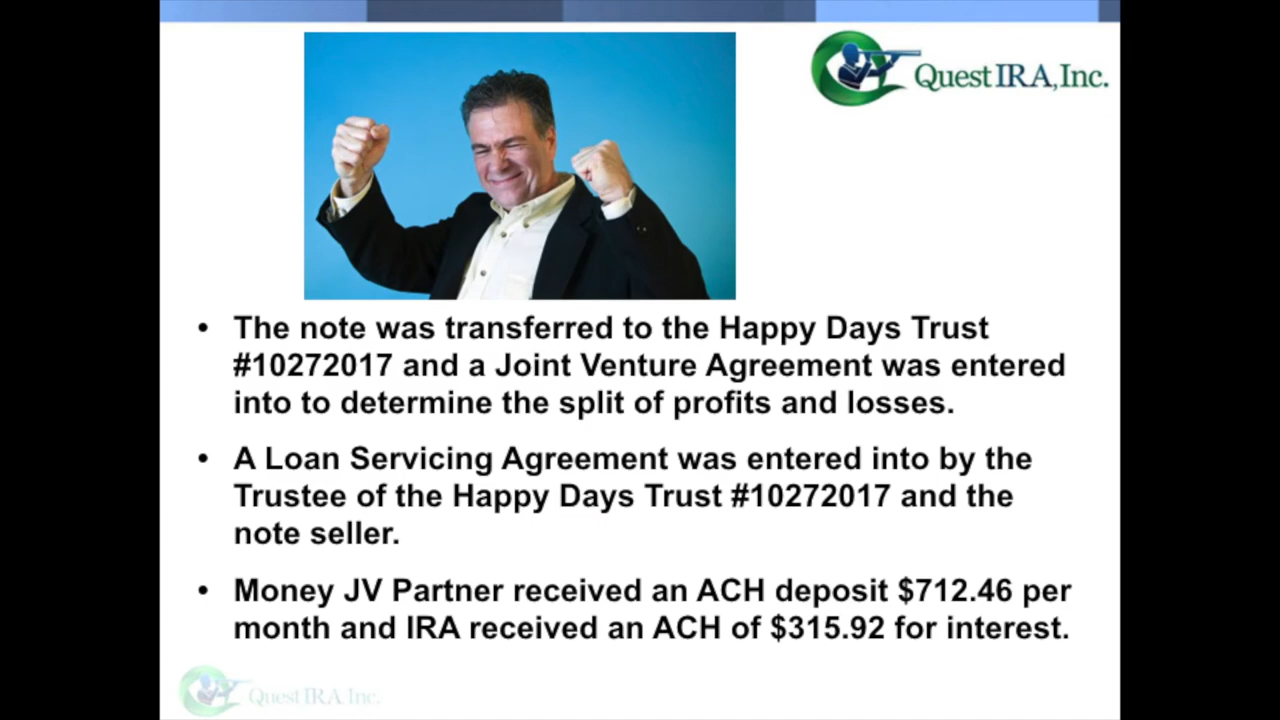 Quest IRA, Inc.
• The note was transferred to the Happy Days Trust
#10272017 and a Joint Venture Agreement was entered
into to determine the split of profits and losses.
• A Loan Servicing Agreement was entered into by the
Trustee of the Happy Days Trust #10272017 and the
note seller.
• Money JV Partner received an ACH deposit $712.46 per
month and IRA received an ACH of $315.92 for interest.
Quest IRA, Inc.